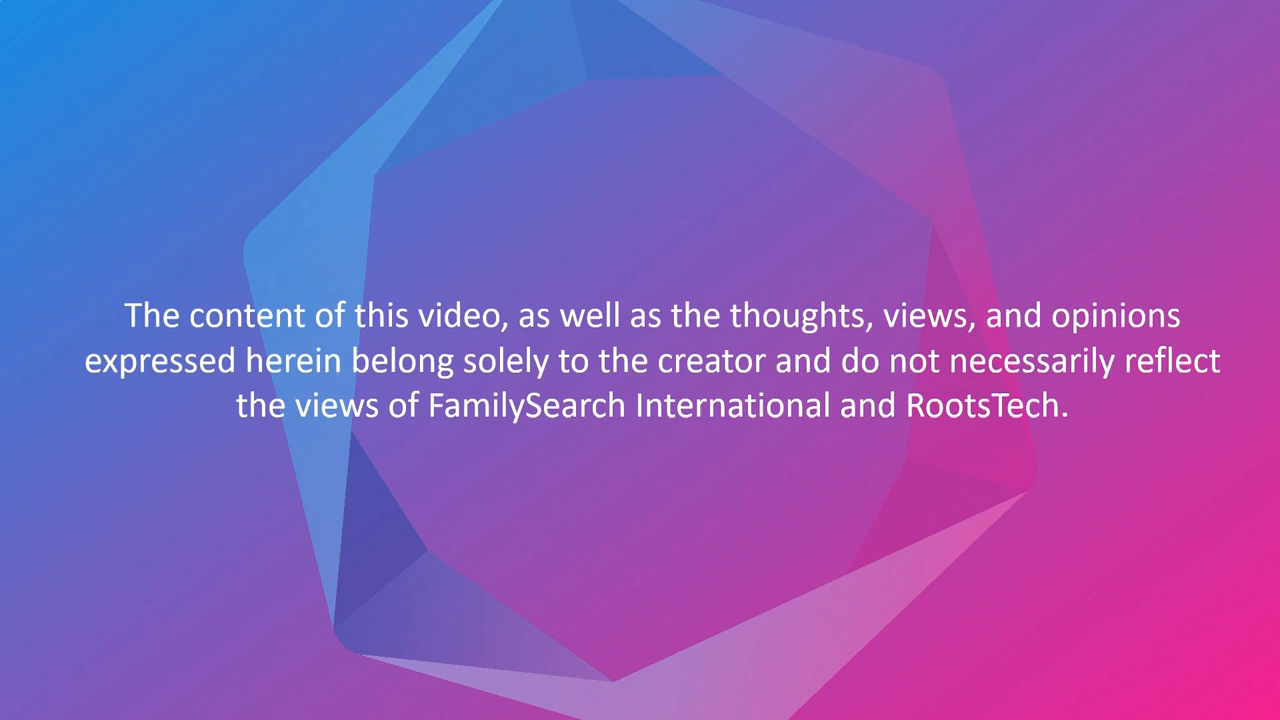 The content of this video, as well as the thoughts, views, and opinions
expressed herein belong solely to the creator and do not necessarily reflect
the views of FamilySearch International and RootsTech.